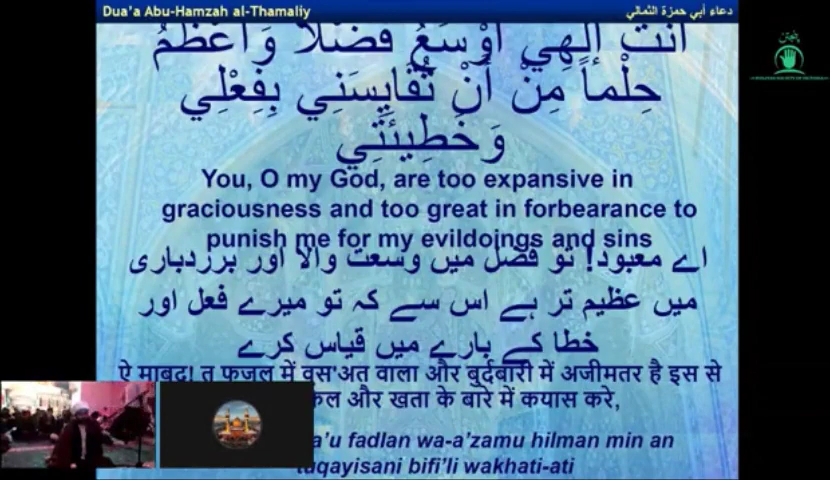 Dua'a Abu-Hamzah al-Thamaliy
دعاء أبي حمزة الثمالي
أَنْتَ إِلَهِي أَوْسَعُ فَضْلاً وَأَعْظَمُ
حِلْماً مِنْ أَنْ تُقَايِسَنِي بِفِعْلِي
وَخَطِيئَتِي
You, O my God, are too expansive in
graciousness and too great in forbearance to
punish me for my evildoings and sins
اے معبود! تو فضل میں وسعت والا اور بررباری
میں عظیم تر ہے اس سے کہ تو میرے فعل اور
خطا کے بارے میں قیاس کرے
ऐ माबूद! तू फ़ज़ल में वुस'अत वाला और बुर्दबारी में अजीमतर है इस से
और खता के बारे में कयास करे,
a'u fadlan wa-a'zamu hilman min an
tuqayisani bifi'li wakhati-ati